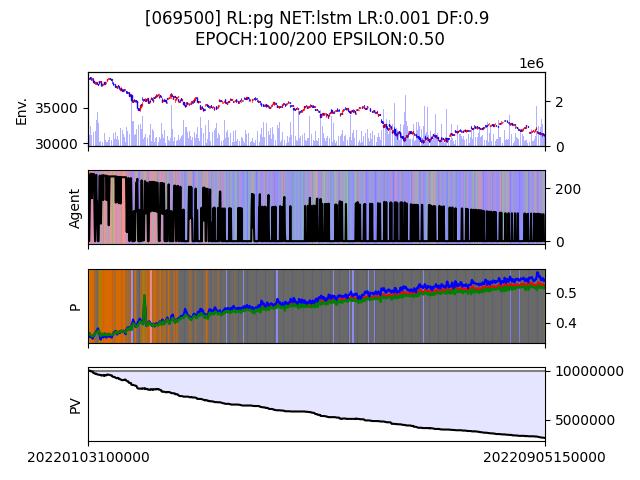 [069500] RL:pg NET:lstm LR:0.001 DF:0.9
EPOCH:100/200 EPSILON:0.50
1e6
Env.
35000
30000
2
0
Agent
200
0
P
0.5
0.4
PV
10000000
5000000
20220103100000
20220905150000